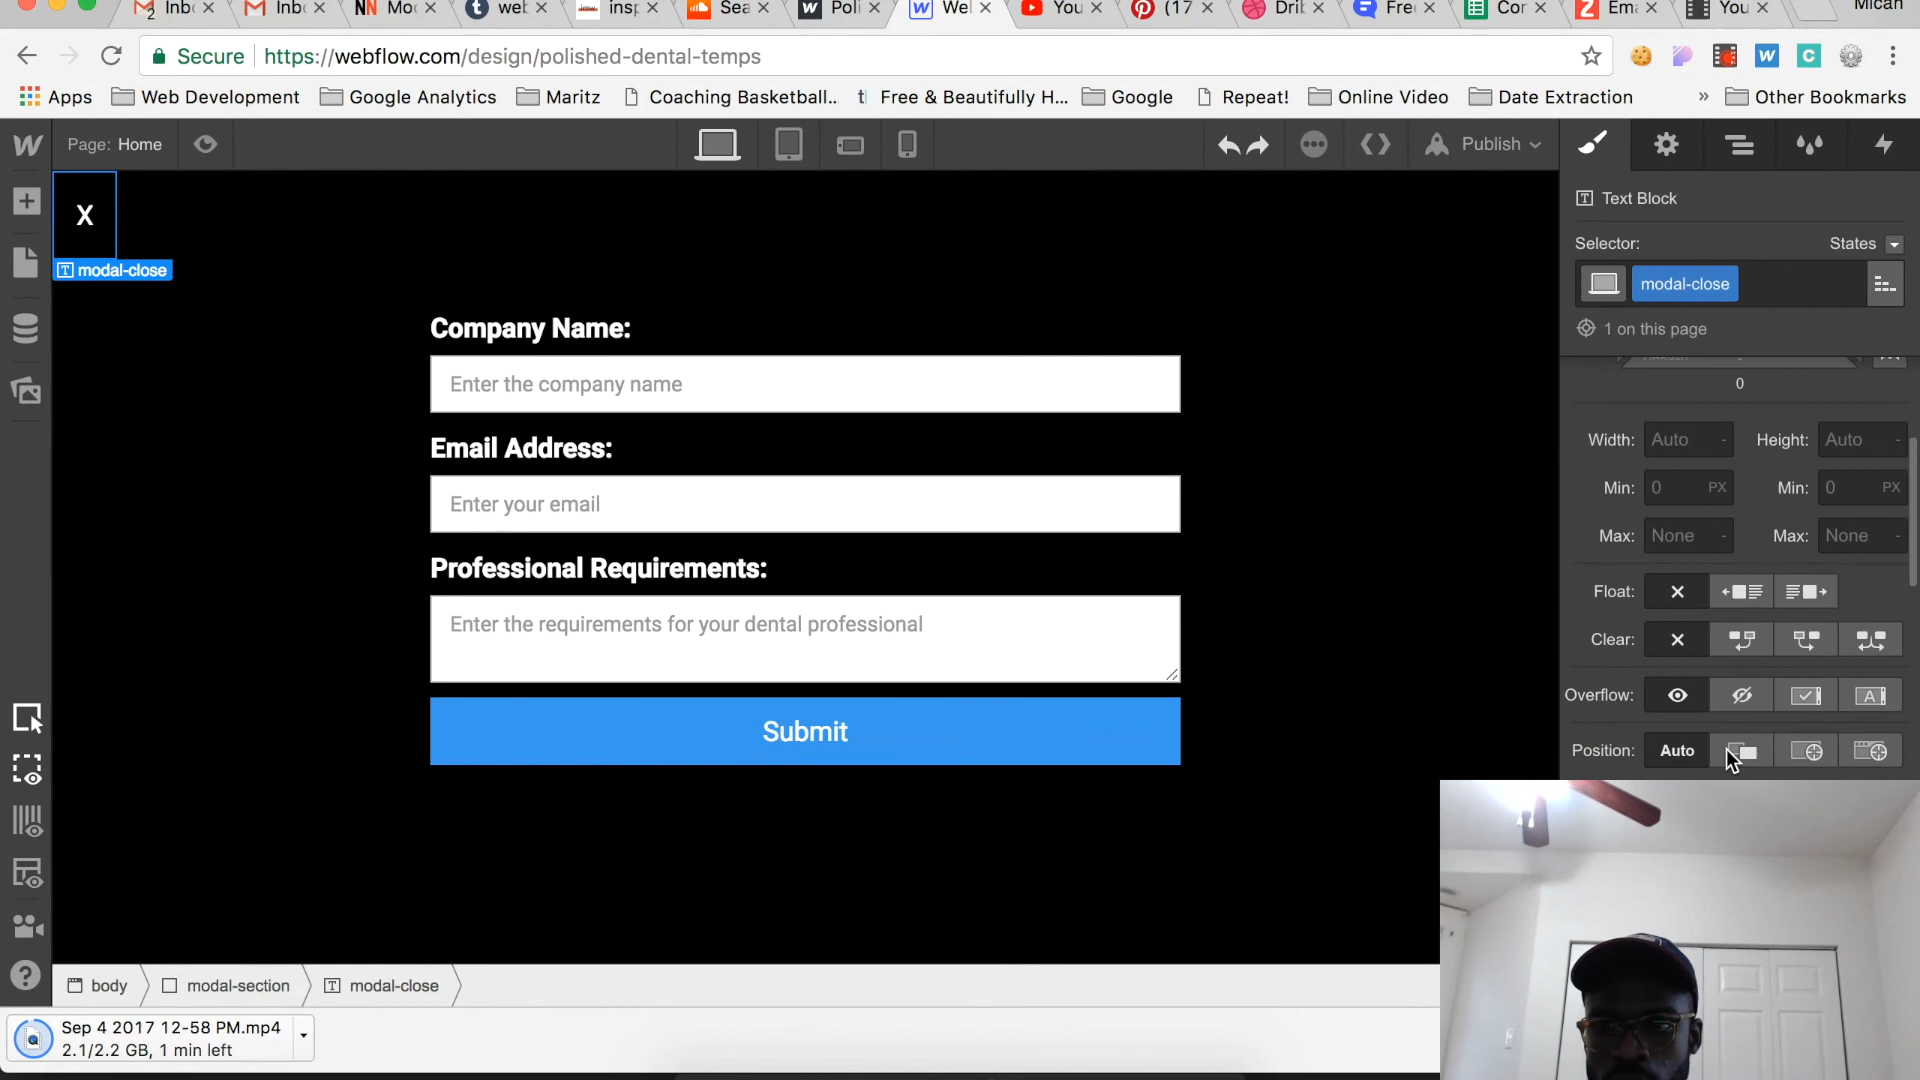 Inb
Inb
Mo
web
insp
Sea
Poli
Wel
You
(17
Drib
Free
Cor
Ema
You
Micah
Secure https://webflow.com/design/polished-dental-temps
Apps
Web Development
Google Analytics
Maritz
Coaching Basketball...
Free & Beautifully H...
Google
Repeat!
Online Video
Date Extraction
» Other Bookmarks
Page: Home
Publish
X
modal-close
Company Name:
Enter the company name
Email Address:
Enter your email
Professional Requirements:
Enter the requirements for your dental professional
Submit
Text Block
Selector: States
modal-close
1 on this page
0
Width: Auto - Height: Auto -
Min: 0 PX Min: 0 PX
Max: None - Max: None -
Float:
Clear:
Overflow:
Position: Auto
body
modal-section
modal-close
Sep 4 2017 12-58 PM.mp4
2.1/2.2 GB, 1 min left